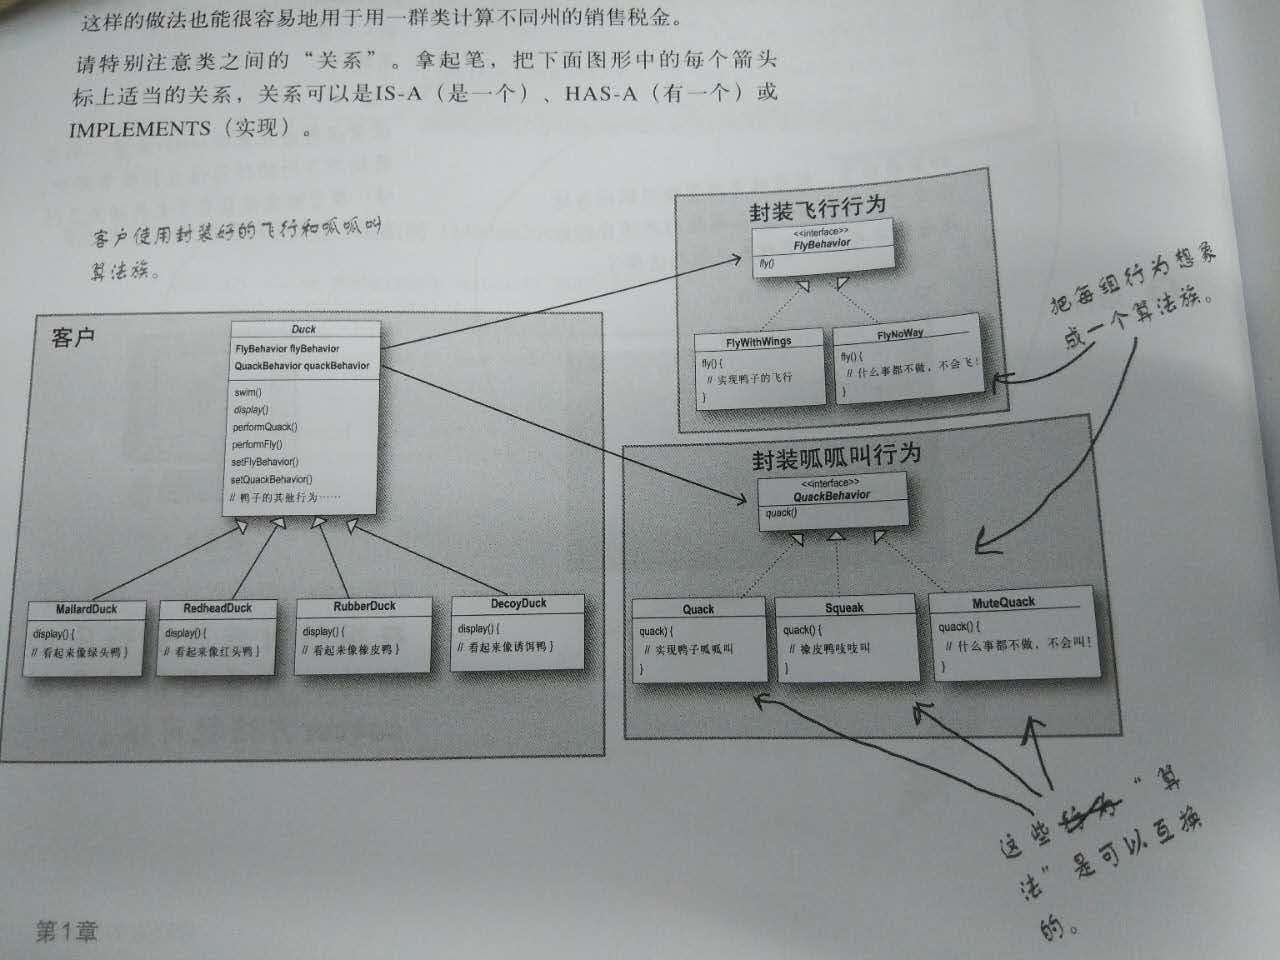 这样的做法也能很容易地用于用一群类计算不同州的销售税金。
请特别注意类之间的“关系”。拿起笔，把下面图形中的每个箭头
标上适当的关系，关系可以是IS-A（是一个）、HAS-A（有一个）或
IMPLEMENTS（实现）。
客户使用封装好的飞行和呱呱叫
算法族。
客户
Duck
FlyBehavior flyBehavior
QuackBehavior quackBehavior
swim()
display()
performQuack()
performFly()
setFlyBehavior()
setQuackBehavior()
// 鸭子的其他行为……
MallardDuck
display() {
// 看起来像绿头鸭 }
RedheadDuck
display() {
// 看起来像红头鸭 }
RubberDuck
display() {
// 看起来像橡皮鸭 }
DecoyDuck
display() {
// 看起来像诱饵鸭 }
封装飞行行为
<<interface>>
FlyBehavior
fly()
FlyWithWings
fly() {
// 实现鸭子的飞行
}
FlyNoWay
fly() {
// 什么事都不做，不会飞！
}
把每组行为想象
成一个算法族。
封装呱呱叫行为
<<interface>>
QuackBehavior
quack()
Quack
quack) {
// 实现鸭子呱呱叫
}
Squeak
quack() {
// 橡皮鸭吱吱叫
}
MuteQuack
quack() {
// 什么事都不做，不会叫！
}
这些“算
法”是可以互换
的。
第1章